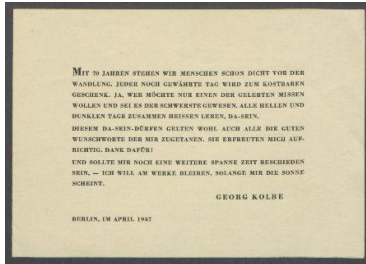 MIT 70 JAHREN STEHEN WIR MENSCHEN SCHON DICHT VOR DER
WANDLUNG. JEDER NOCH GEWÄHRTE TAG WIRD ZUM KOSTBAREN
GESCHENK. JA, WER MÖCHTE NUR EINEN DER GELEBTEN MISSEN
WOLLEN UND SEI ES DER SCHWERSTE GEWESEN. ALLE HELLEN UND
DUNKLEN TAGE ZUSAMMEN HEISSEN LEBEN, DA-SEIN.
DIESEM DA-SEIN-DÜRFEN GELTEN WOHL AUCH ALLE DIE GUTEN
WUNSCHWORTE DER MIR ZUGETANEN. SIE ERFREUTEN MICH AUF-
RICHTIG. DANK DAFÜR!
UND SOLLTE MIR NOCH EINE WEITERE SPANNE ZEIT BESCHIEDEN
SEIN, — ICH WILL AM WERKE BLEIBEN, SOLANGE MIR DIE SONNE
SCHEINT.
GEORG KOLBE
BERLIN, IM APRIL 1947